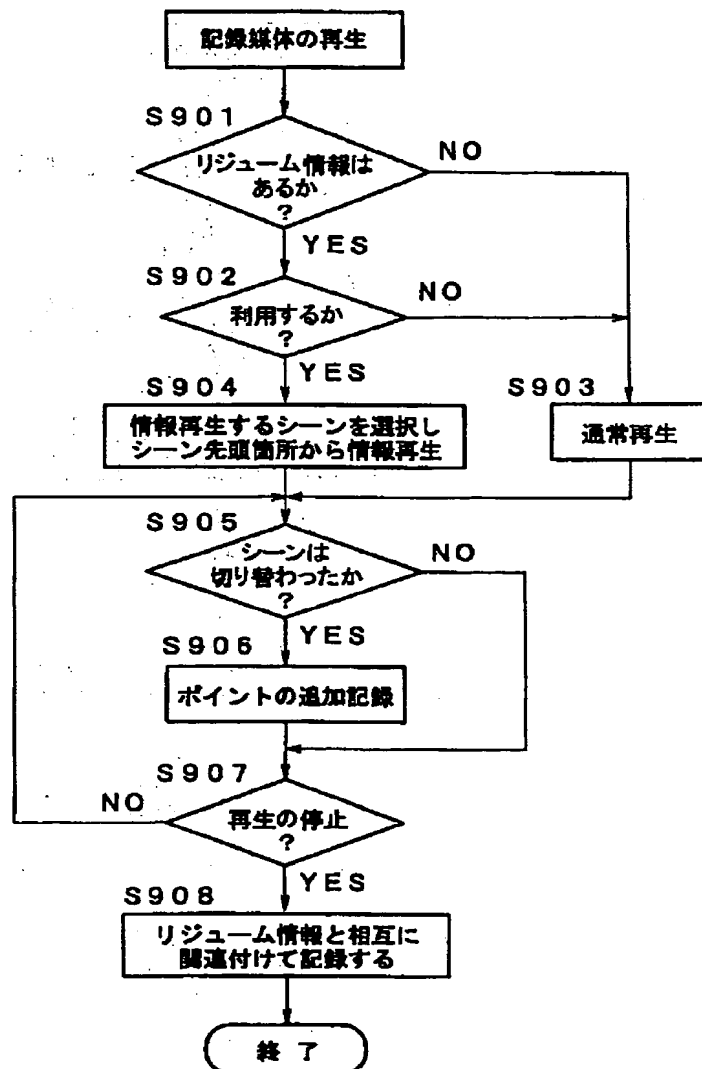 記録媒体の再生
S901
リジューム情報は
あるか
?
NO
YES
S902
利用するか
?
NO
YES
S904
情報再生するシーンを選択し
シーン先頭箇所から情報再生
S903
通常再生
S905
シーンは
切り替わったか
?
NO
YES
S906
ポイントの追加記録
S907
再生の停止
?
NO
YES
S908
リジューム情報と相互に
関連付けて記録する
終了